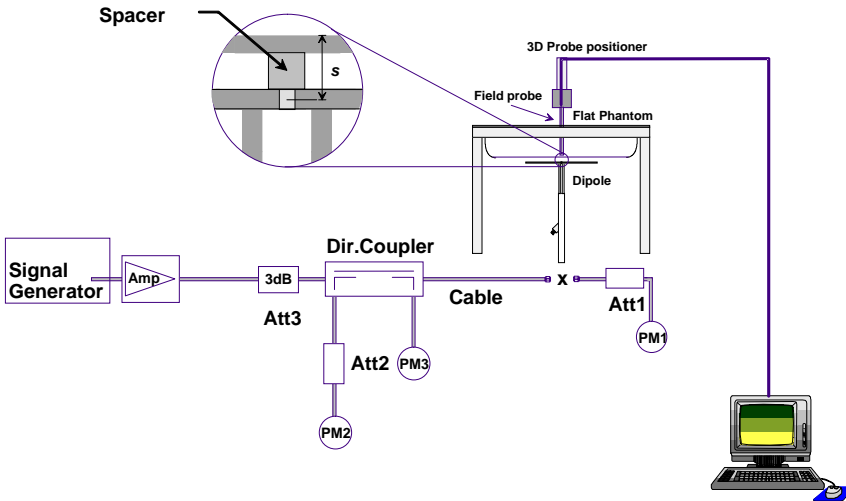 Spacer
s
3D Probe positioner
Field probe
Flat Phantom
Dipole
Signal
Generator
Amp
3dB
Att3
Dir.Coupler
Cable
x
Att1
PM1
Att2
PM3
PM2